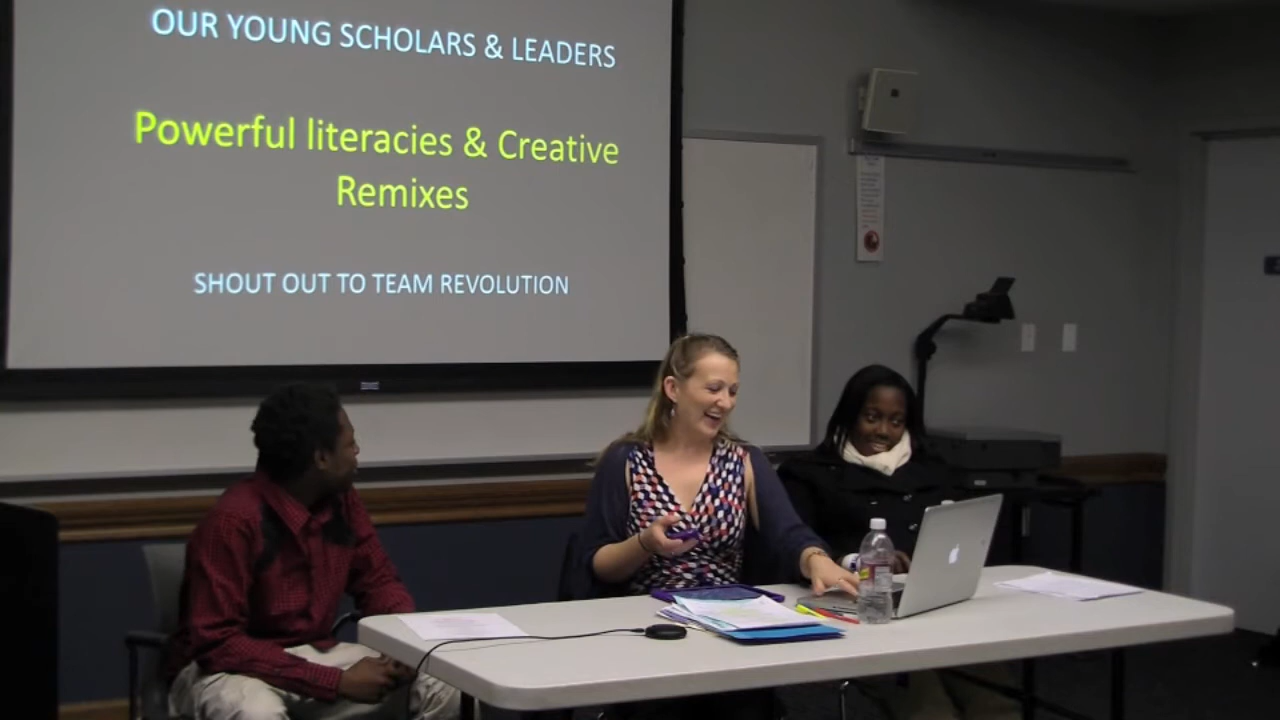 OUR YOUNG SCHOLARS & LEADERS
Powerful literacies & Creative
Remixes
SHOUT OUT TO TEAM REVOLUTION